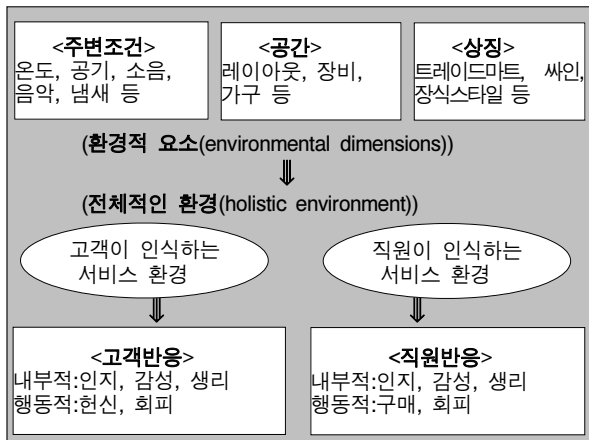 <주변조건>
온도, 공기, 소음,
음악, 냄새 등
<공간>
레이아웃, 장비,
가구 등
<상징>
트레이드마트, 싸인,
장식스타일 등
(환경적 요소(environmental dimensions))
⇓
(전체적인 환경(holistic environment))
고객이 인식하는
서비스 환경
직원이 인식하는
서비스 환경
⇓
⇓
<고객반응>
내부적:인지, 감성, 생리
행동적:헌신, 회피
<직원반응>
내부적:인지, 감성, 생리
행동적:구매, 회피